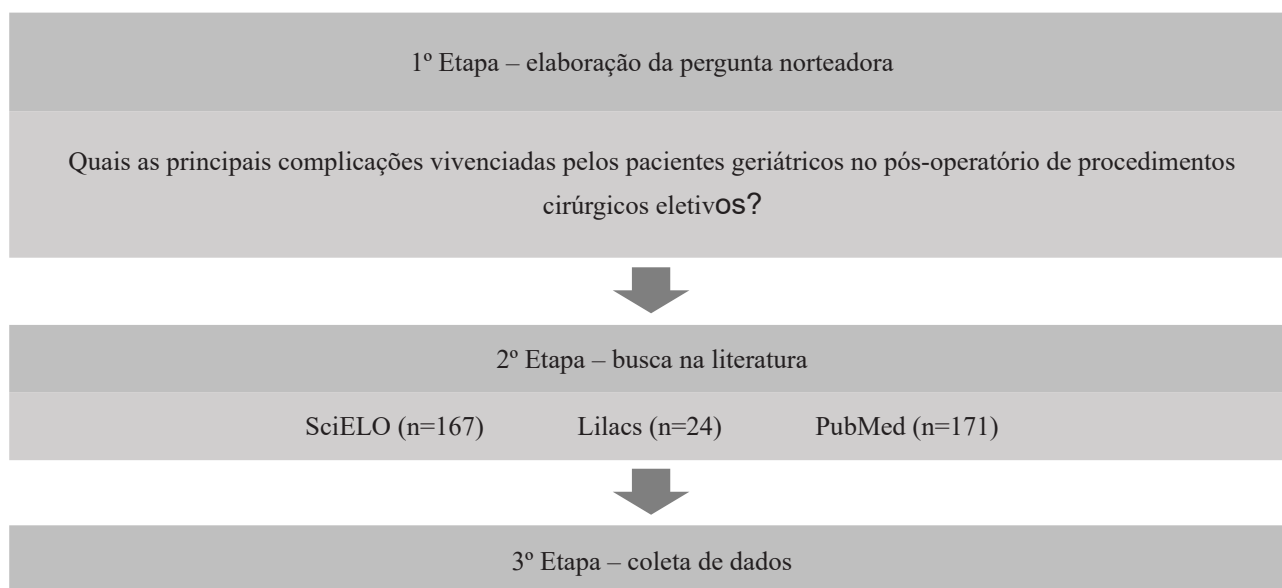 1º Etapa – elaboração da pergunta norteadora
Quais as principais complicações vivenciadas pelos pacientes geriátricos no pós-operatório de procedimentos
cirúrgicos eletivos?
2º Etapa – busca na literatura
SciELO (n=167) Lilacs (n=24) PubMed (n=171)
3º Etapa – coleta de dados